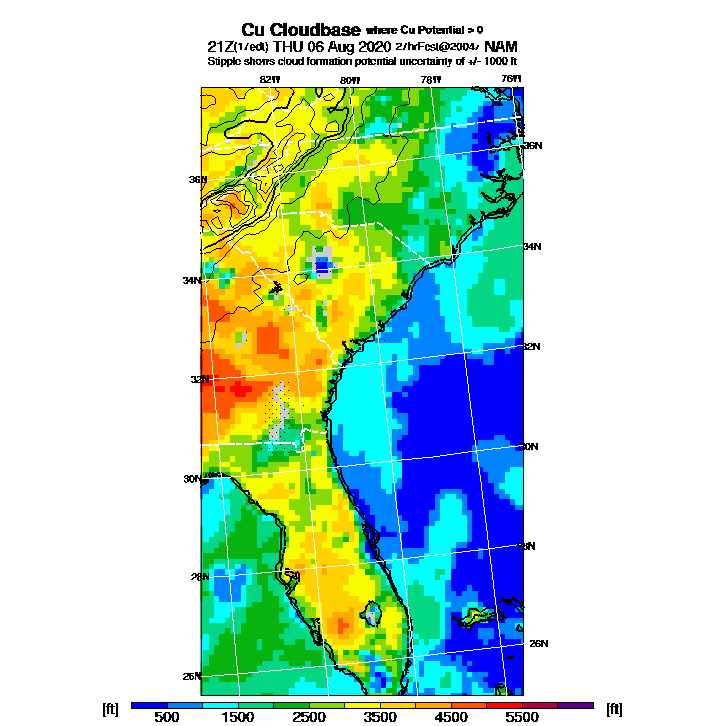 Cu Cloudbase where Cu Potential > 0
21Z(17edt) THU 06 Aug 2020 27hrFcst@2004z NAM
Stipple shows cloud formation potential uncertainty of +/- 1000 ft
82W 80W 78W 76W
36N
36N
34N
34N
32N
32N
30N
30N
28N
28N
26N
26N
[ft] 500 1500 2500 3500 4500 5500 [ft]